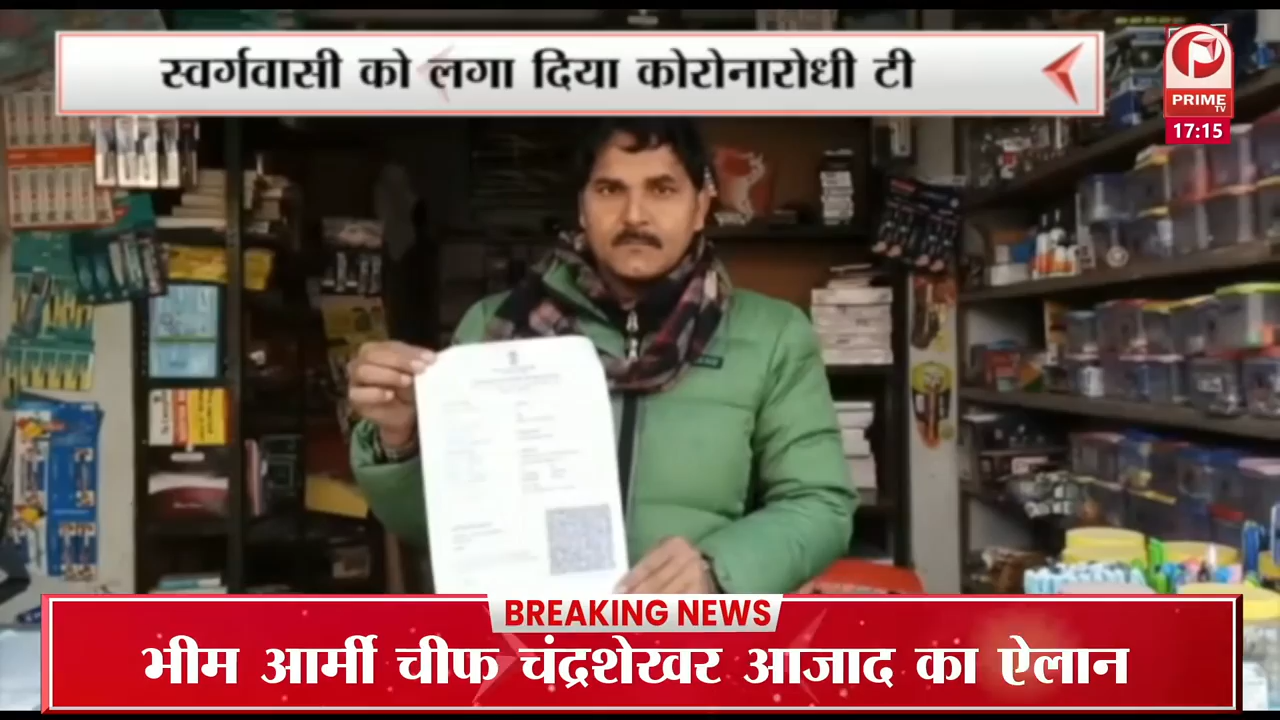 स्वर्गवासी को लगा दिया कोरोनारोधी टी
PRIME
TV
17:15
BREAKING NEWS
भीम आर्मी चीफ चंद्रशेखर आजाद का ऐलान